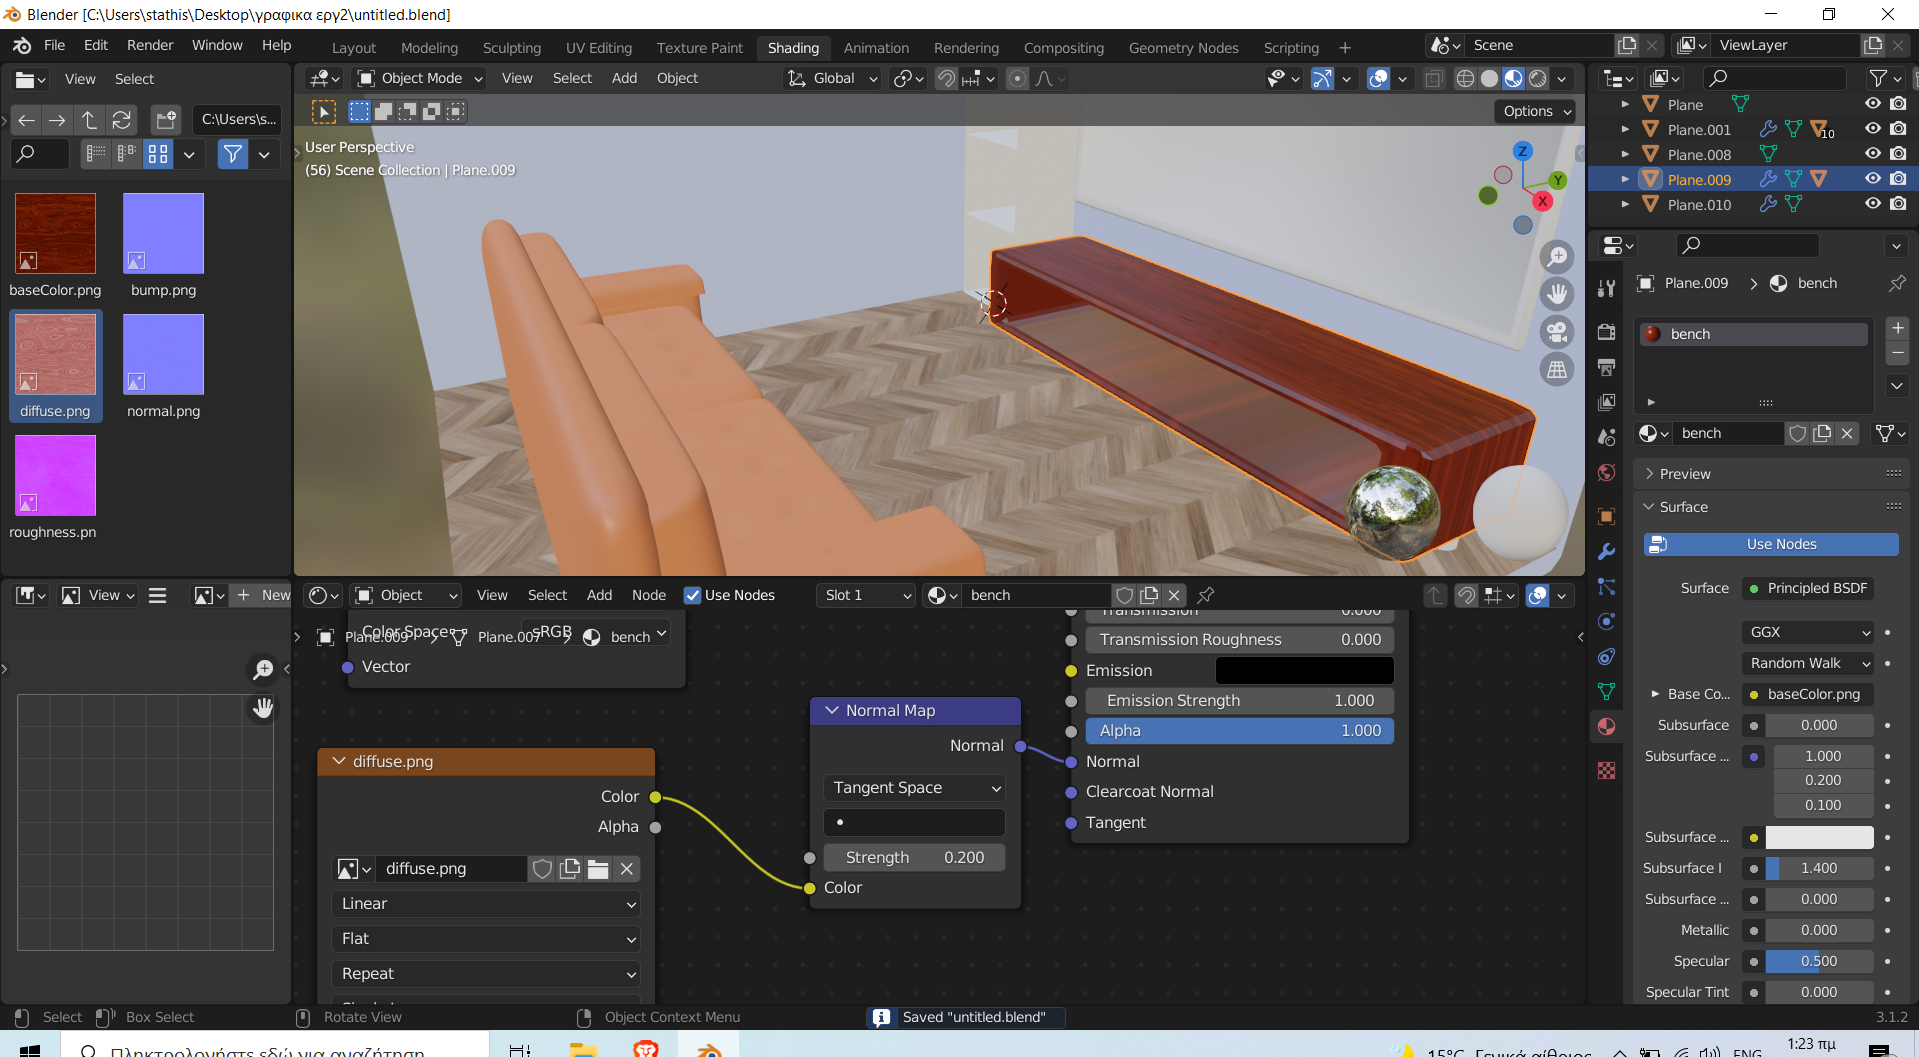 Blender [C:\Users\stathis\Desktop\γραφικα εργ2\untitled.blend]
File Edit Render Window Help
Layout Modeling Sculpting UV Editing Texture Paint Shading Animation Rendering Compositing Geometry Nodes Scripting
Scene
ViewLayer
View Select
Object Mode View Select Add Object
Global
C:\Users\s...
Options
User Perspective
(56) Scene Collection | Plane.009
Z
Y
X
Plane
Plane.001
10
Plane.008
Plane.009
Plane.010
baseColor.png
bump.png
diffuse.png
normal.png
roughness.pn
Plane.009 bench
bench
bench
Preview
Surface
Use Nodes
Surface Principled BSDF
GGX
Random Walk
Base Co... baseColor.png
Subsurface 0.000
Subsurface ... 1.000
0.200
0.100
Subsurface ...
Subsurface I 1.400
Subsurface ... 0.000
Metallic 0.000
Specular 0.500
Specular Tint 0.000
View
New
Object View Select Add Node Use Nodes Slot 1 bench
Color Space sRGB
Plane.009 Plane.007 bench
Vector
Transmission 0.000
Transmission Roughness 0.000
Emission
Emission Strength 1.000
Alpha 1.000
Normal
Clearcoat Normal
Tangent
Normal Map
Normal
Tangent Space
Strength 0.200
Color
diffuse.png
Color
Alpha
diffuse.png
Linear
Flat
Repeat
Select Box Select Rotate View Object Context Menu
Saved "untitled.blend"
3.1.2
Πληκτρολογήστε εδώ για αναζήτηση
15°C Γενικά αίθριος
ENG
1:23 πμ